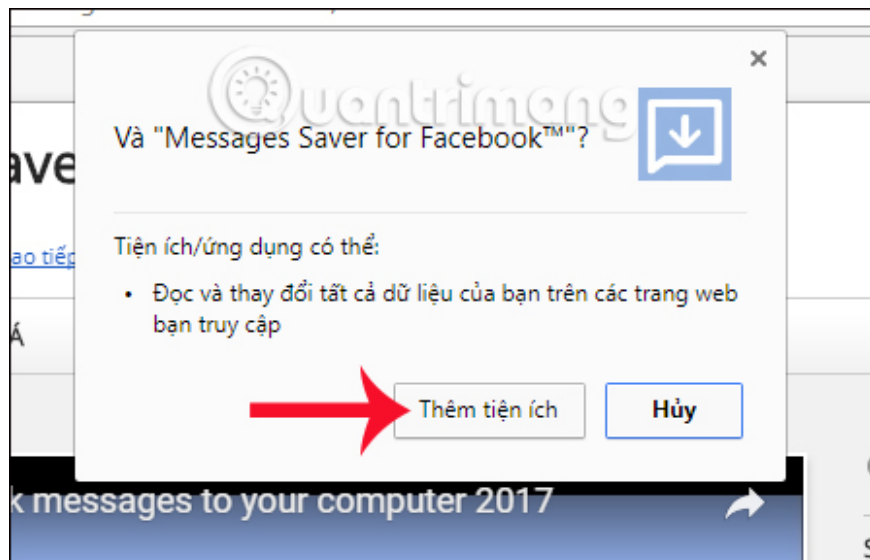 Quantrimang
ave
Và "Messages Saver for Facebook™"?
ao tiếp
Tiện ích/ứng dụng có thể:
• Đọc và thay đổi tất cả dữ liệu của bạn trên các trang web
bạn truy cập
Á
Thêm tiện ích
Hủy
k messages to your computer 2017